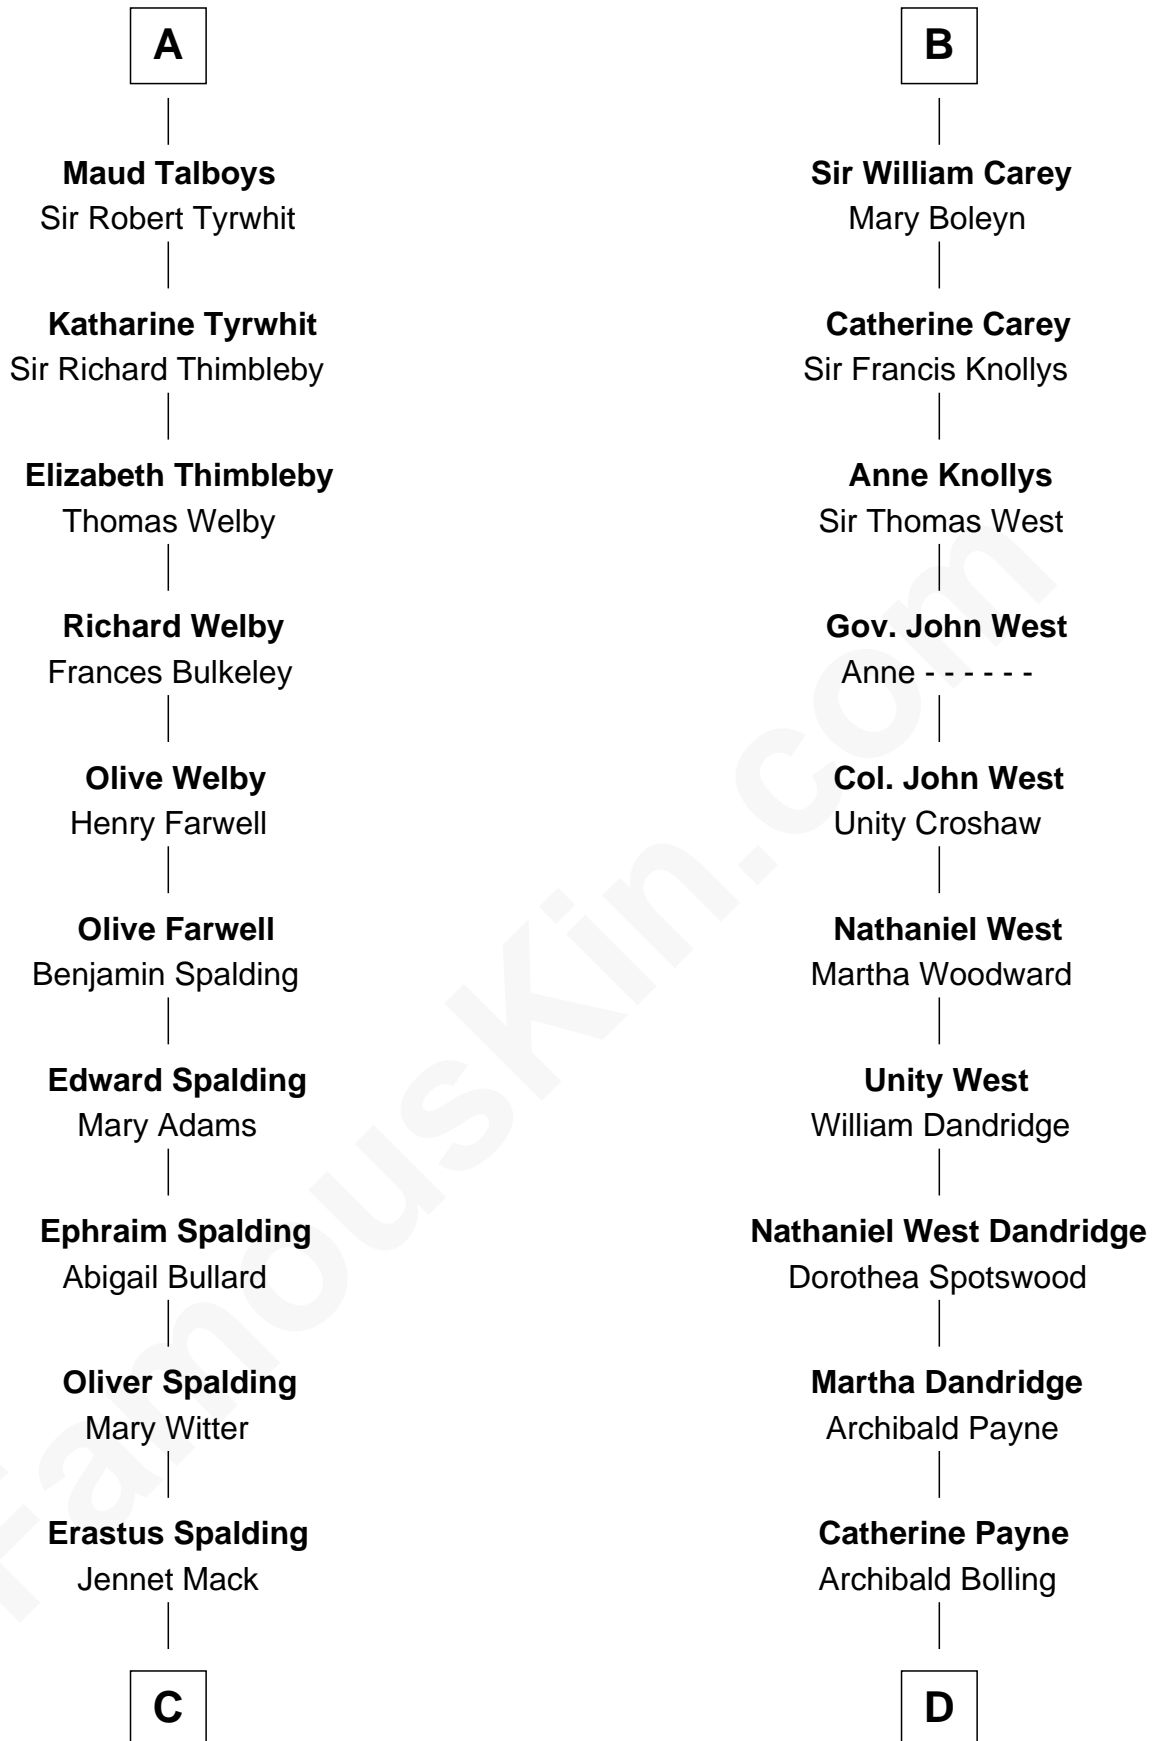 A
Maud Talboys
Sir Robert Tyrwhit
Katharine Tyrwhit
Sir Richard Thimbleby
Elizabeth Thimbleby
Thomas Welby
Richard Welby
Frances Bulkeley
Olive Welby
Henry Farwell
Olive Farwell
Benjamin Spalding
Edward Spalding
Mary Adams
Ephraim Spalding
Abigail Bullard
Oliver Spalding
Mary Witter
Erastus Spalding
Jennet Mack
C
B
Sir William Carey
Mary Boleyn
Catherine Carey
Sir Francis Knollys
Anne Knollys
Sir Thomas West
Gov. John West
Anne - - - - - -
Col. John West
Unity Croshaw
Nathaniel West
Martha Woodward
Unity West
William Dandridge
Nathaniel West Dandridge
Dorothea Spotswood
Martha Dandridge
Archibald Payne
Catherine Payne
Archibald Bolling
D
FamousKin.com